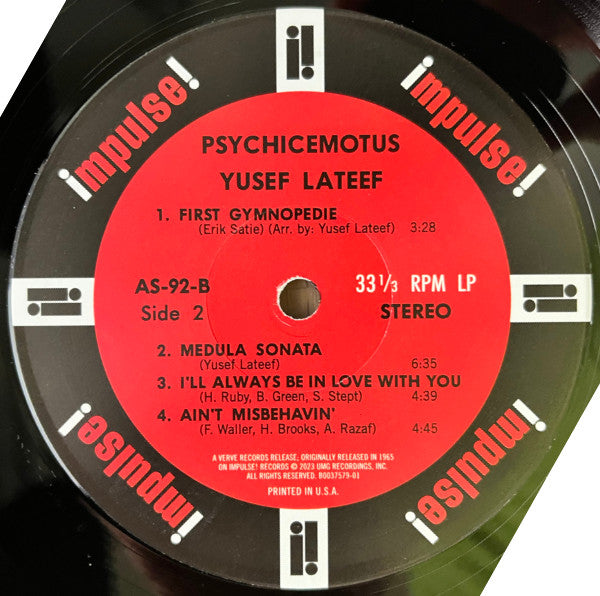 impulse!
impulse!
PSYCHICEMOTUS
YUSEF LATEEF
1. FIRST GYMNOPEDIE
(Erik Satie) (Arr. by: Yusef Lateef) 3:28
AS-92-B 33 1/3 RPM LP
Side 2 STEREO
2. MEDULA SONATA
(Yusef Lateef) 6:35
3. I'LL ALWAYS BE IN LOVE WITH YOU
(H. Ruby, B. Green, S. Stept) 4:39
4. AIN'T MISBEHAVIN'
(F. Waller, H. Brooks, A. Razaf) 4:45
A VERVE RECORDS RELEASE. ORIGINALLY RELEASED IN 1965
ON IMPULSE! RECORDS © 2023 UMG RECORDINGS, INC.
ALL RIGHTS RESERVED. B0037579-01
PRINTED IN U.S.A.
impulse!
impulse!